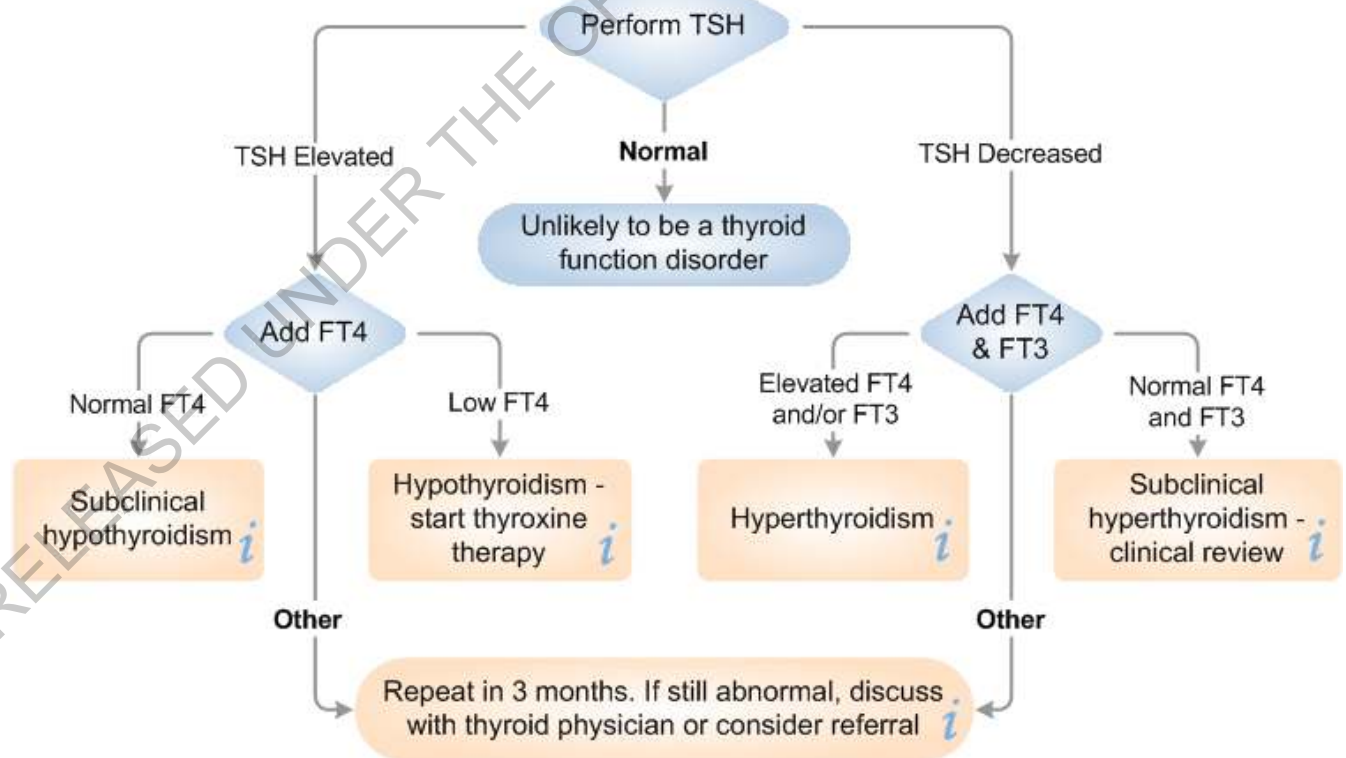 Perform TSH
TSH Elevated
Normal
TSH Decreased
Unlikely to be a thyroid
function disorder
Add FT4
Add FT4
& FT3
Normal FT4
Low FT4
Elevated FT4
and/or FT3
Normal FT4
and FT3
Subclinical
hypothyroidism i
Hypothyroidism -
start thyroxine
therapy i
Hyperthyroidism i
Subclinical
hyperthyroidism -
clinical review i
Other
Other
Repeat in 3 months. If still abnormal, discuss
with thyroid physician or consider referral i
RELEASED UNDER THE